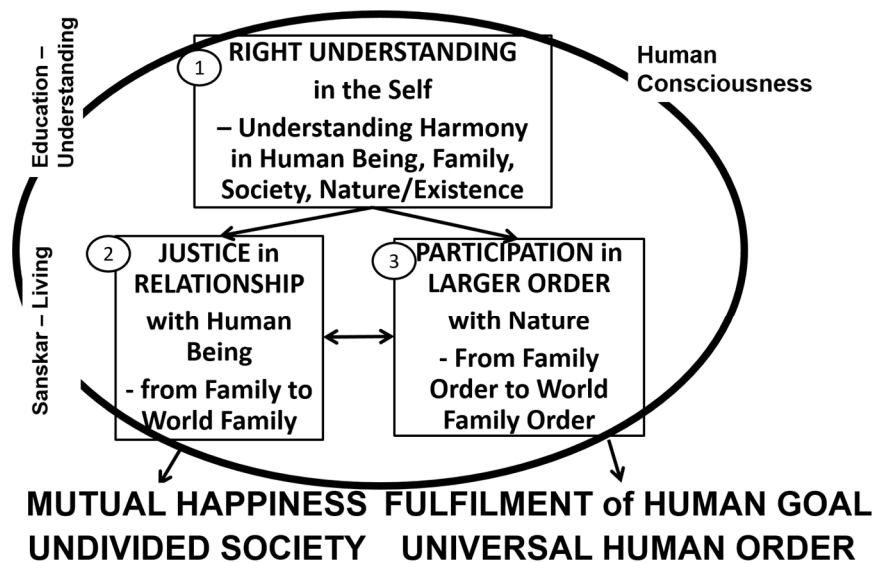 Education –
Understanding
Human
Consciousness
1
RIGHT UNDERSTANDING
in the Self
– Understanding Harmony
in Human Being, Family,
Society, Nature/Existence
Sanskar – Living
2
JUSTICE in
RELATIONSHIP
with Human
Being
- from Family to
World Family
3
PARTICIPATION in
LARGER ORDER
with Nature
- From Family
Order to World
Family Order
MUTUAL HAPPINESS
UNDIVIDED SOCIETY
FULFILMENT of HUMAN GOAL
UNIVERSAL HUMAN ORDER